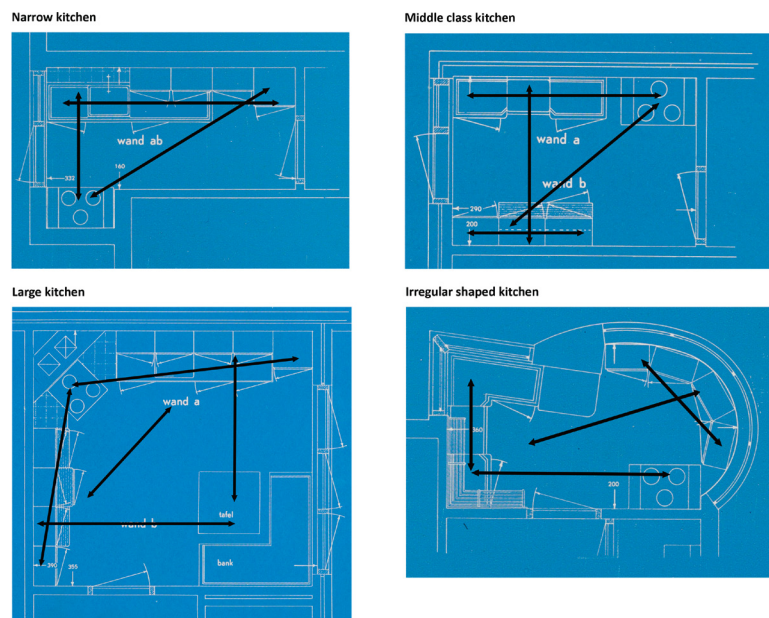 Narrow kitchen
wand ab
332
160
Middle class kitchen
wand a
wand b
290
200
Large kitchen
wand a
wand b
tafel
bank
390
355
Irregular shaped kitchen
360
300